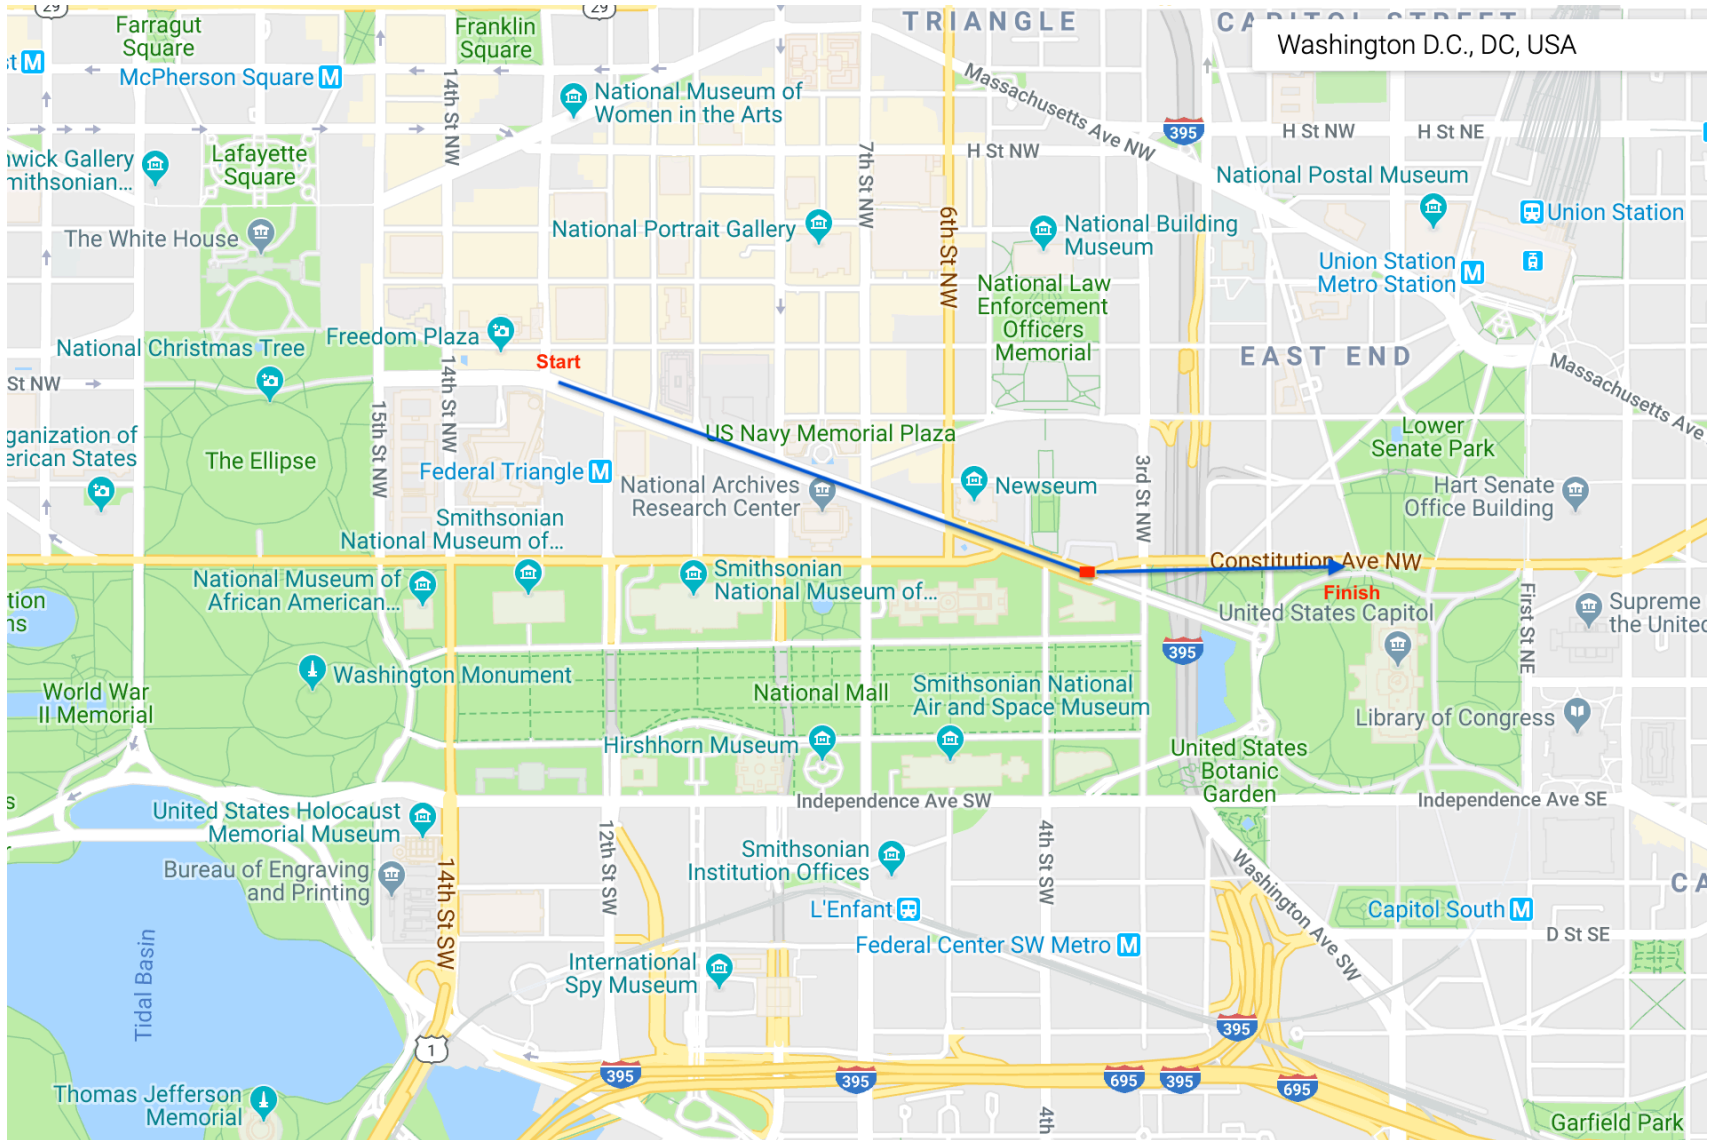 29
29
Farragut
Square
Franklin
Square
TRIANGLE
CAPITOL STREET
Washington D.C., DC, USA
st
M
McPherson Square
M
14th St NW
National Museum of
Women in the Arts
Massachusetts Ave NW
395
H St NW
H St NE
nwick Gallery
mithsonian...
Lafayette
Square
7th St NW
H St NW
National Postal Museum
Union Station
The White House
National Portrait Gallery
6th St NW
National Building
Museum
Union Station
Metro Station
M
National Law
Enforcement
Officers
Memorial
Freedom Plaza
National Christmas Tree
Start
14th St NW
EAST END
Massachusetts Ave
St NW
15th St NW
ganization of
erican States
The Ellipse
US Navy Memorial Plaza
Lower
Senate Park
Federal Triangle
M
National Archives
Research Center
Newseum
3rd St NW
Hart Senate
Office Building
Smithsonian
National Museum of...
Constitution Ave NW
National Museum of
African American...
Smithsonian
National Museum of...
Finish
United States Capitol
First St NE
Supreme
the United
tion
ns
395
Washington Monument
World War
II Memorial
National Mall
Smithsonian National
Air and Space Museum
Library of Congress
Hirshhorn Museum
United States
Botanic
Garden
s
Independence Ave SW
Independence Ave SE
United States Holocaust
Memorial Museum
12th St SW
4th St SW
Smithsonian
Institution Offices
Washington Ave SW
Bureau of Engraving
and Printing
14th St SW
L'Enfant
Capitol South
M
CA
Federal Center SW Metro
M
D St SE
Tidal Basin
International
Spy Museum
395
1
395
395
695
395
695
Thomas Jefferson
Memorial
4th
Garfield Park